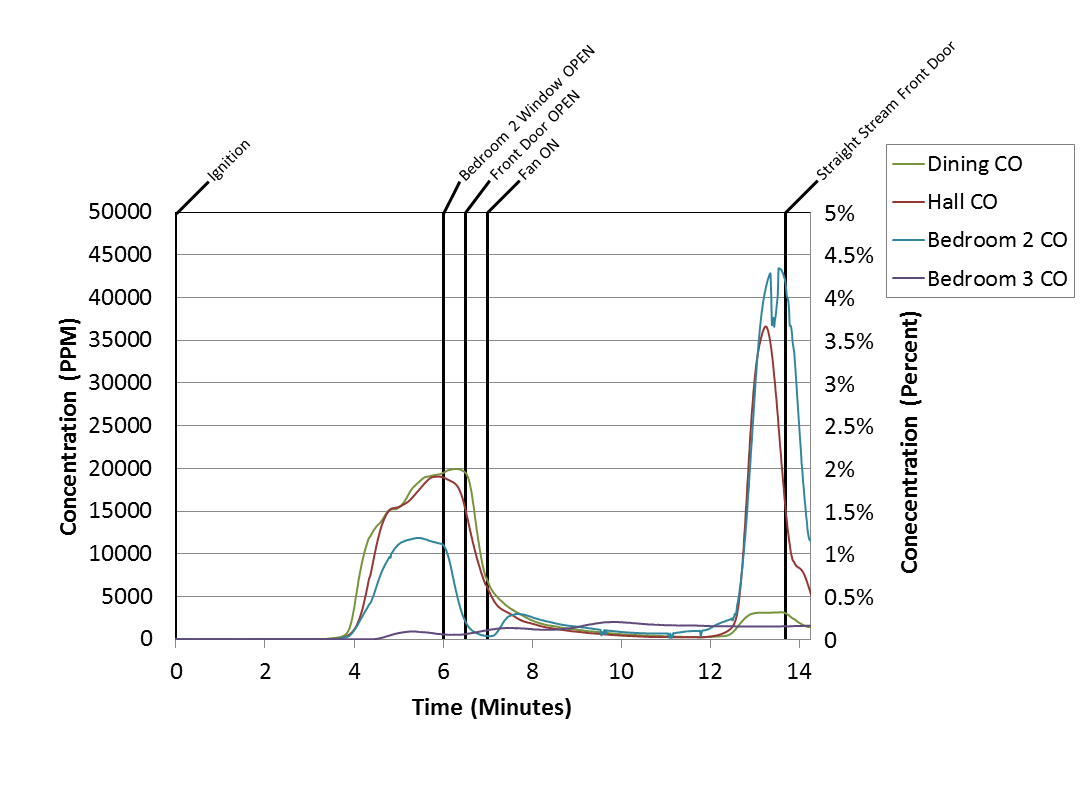 Ignition
Bedroom 2 Window OPEN
Front Door OPEN
Fan ON
Straight Stream Front Door
Dining CO
Hall CO
Bedroom 2 CO
Bedroom 3 CO
Concentration (PPM)
50000
45000
40000
35000
30000
25000
20000
15000
10000
5000
0
5%
4.5%
4%
3.5%
3%
2.5%
2%
1.5%
1%
0.5%
0
Conecentration (Percent)
0 2 4 6 8 10 12 14
Time (Minutes)